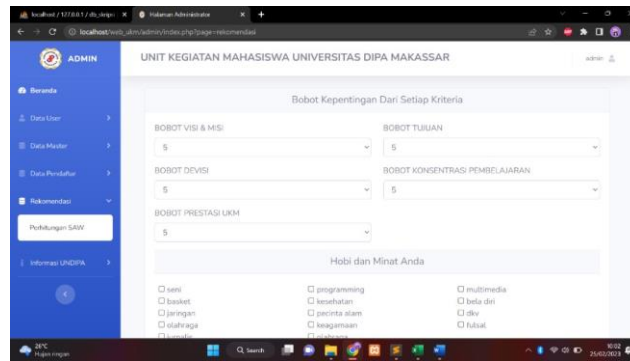 localhost / 127.0.0.1 / db_skripsi
Halaman Administrator
localhost/web_ukm/admin/index.php?page=rekomendasi
ADMIN
UNIT KEGIATAN MAHASISWA UNIVERSITAS DIPA MAKASSAR
admin
Beranda
Data User
Data Master
Data Pendaftar
Rekomendasi
Perhitungan SAW
Informasi UNDIPA
Bobot Kepentingan Dari Setiap Kriteria
BOBOT VISI & MISI
BOBOT TUJUAN
5
5
BOBOT DEVISI
BOBOT KONSENTRASI PEMBELAJARAN
5
5
BOBOT PRESTASI UKM
5
Hobi dan Minat Anda
seni
programming
multimedia
basket
kesehatan
bela diri
jaringan
pecinta alam
dkv
olahraga
keagamaan
futsal
26°C
Hujan ringan
Search
10:02
25/02/2023